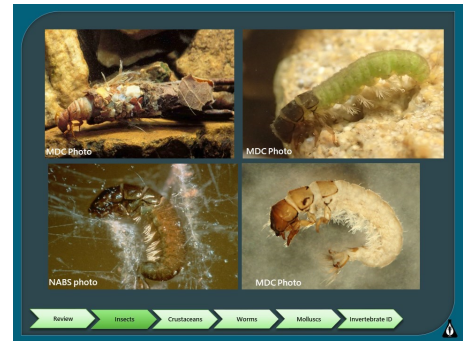 MDC Photo
MDC Photo
NABS photo
MDC Photo
Review
Insects
Crustaceans
Worms
Molluscs
Invertebrate ID